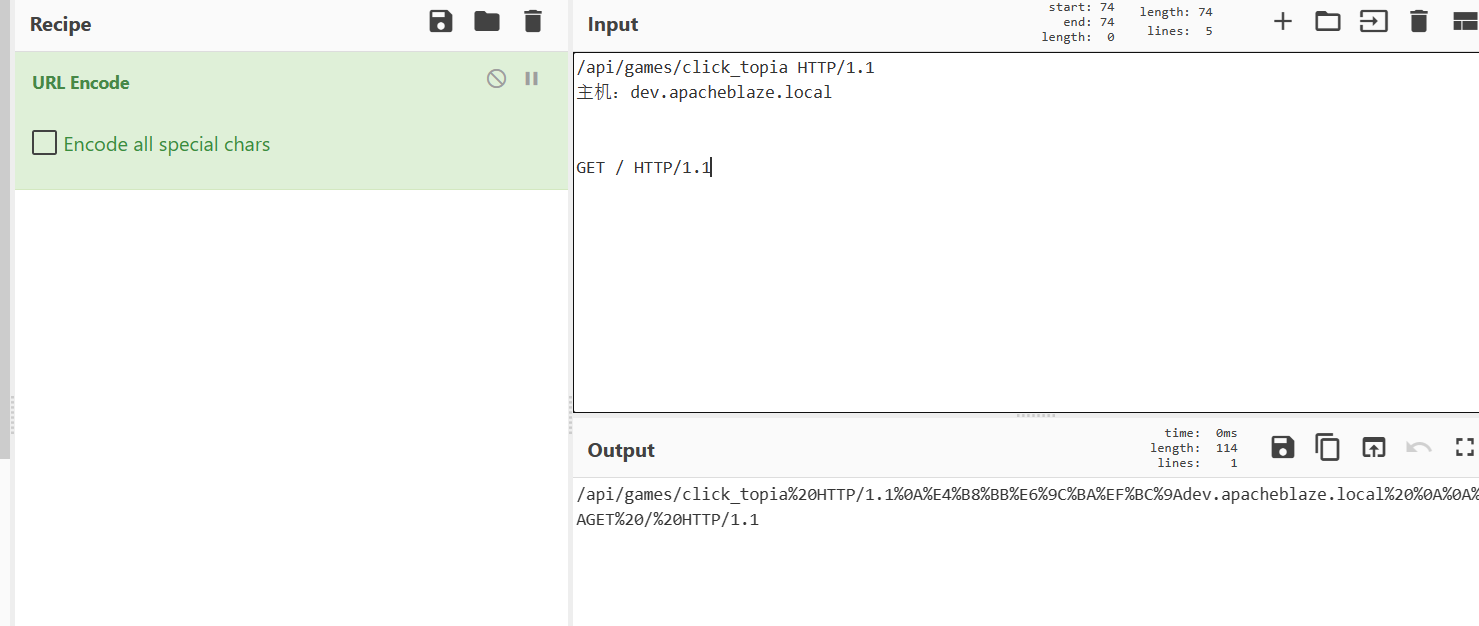 Recipe
URL Encode
Encode all special chars
Input
start: 74
end: 74
length: 0
length: 74
lines: 5
/api/games/click_topia HTTP/1.1
主机：dev.apacheblaze.local
GET / HTTP/1.1
Output
time: 0ms
length: 114
lines: 1
/api/games/click_topia%20HTTP/1.1%0A%E4%B8%BB%E6%9C%BA%EF%BC%9Adev.apacheblaze.local%20%0A%0A%
AGET%20/%20HTTP/1.1